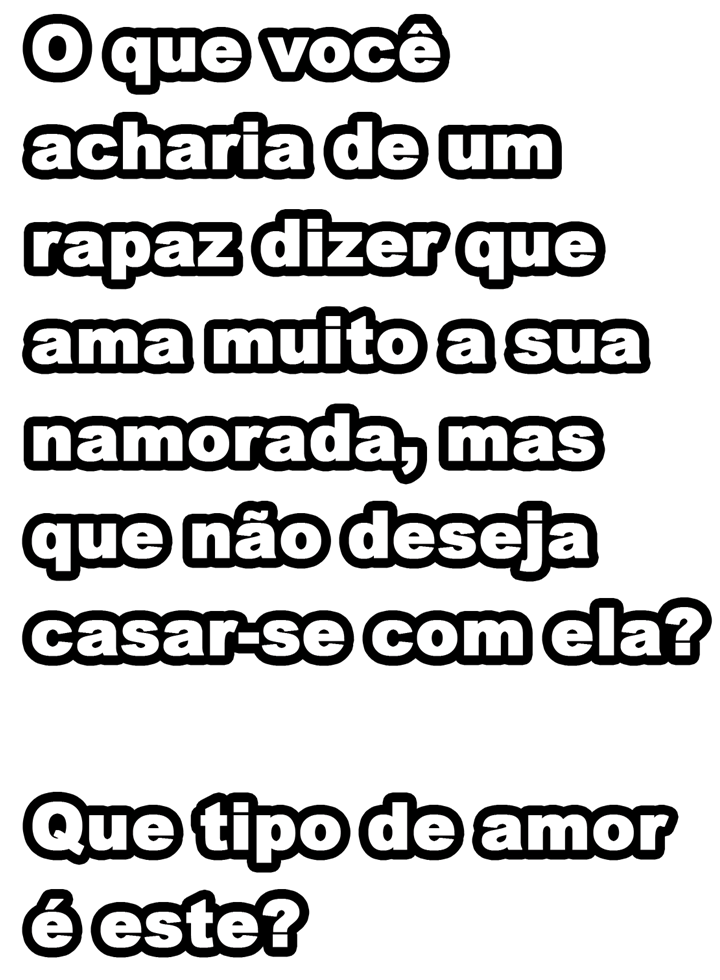 O que você
acharia de um
rapaz dizer que
ama muito a sua
namorada, mas
que não deseja
casar-se com ela?
Que tipo de amor
é este?